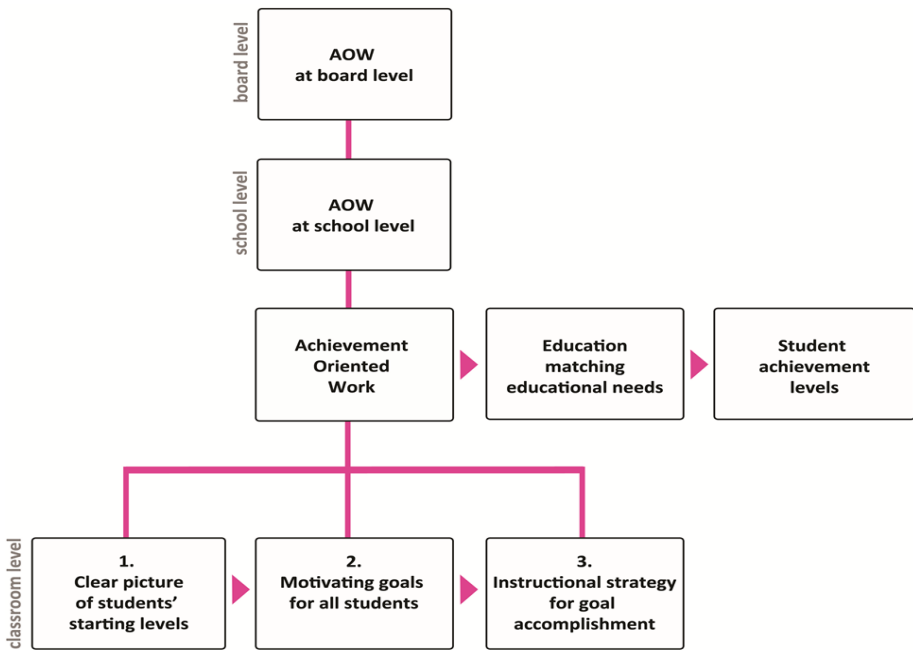 board level
AOW
at board level
school level
AOW
at school level
Achievement
Oriented
Work
Education
matching
educational needs
Student
achievement
levels
classroom level
1.
Clear picture
of students’
starting levels
2.
Motivating goals
for all students
3.
Instructional strategy
for goal
accomplishment